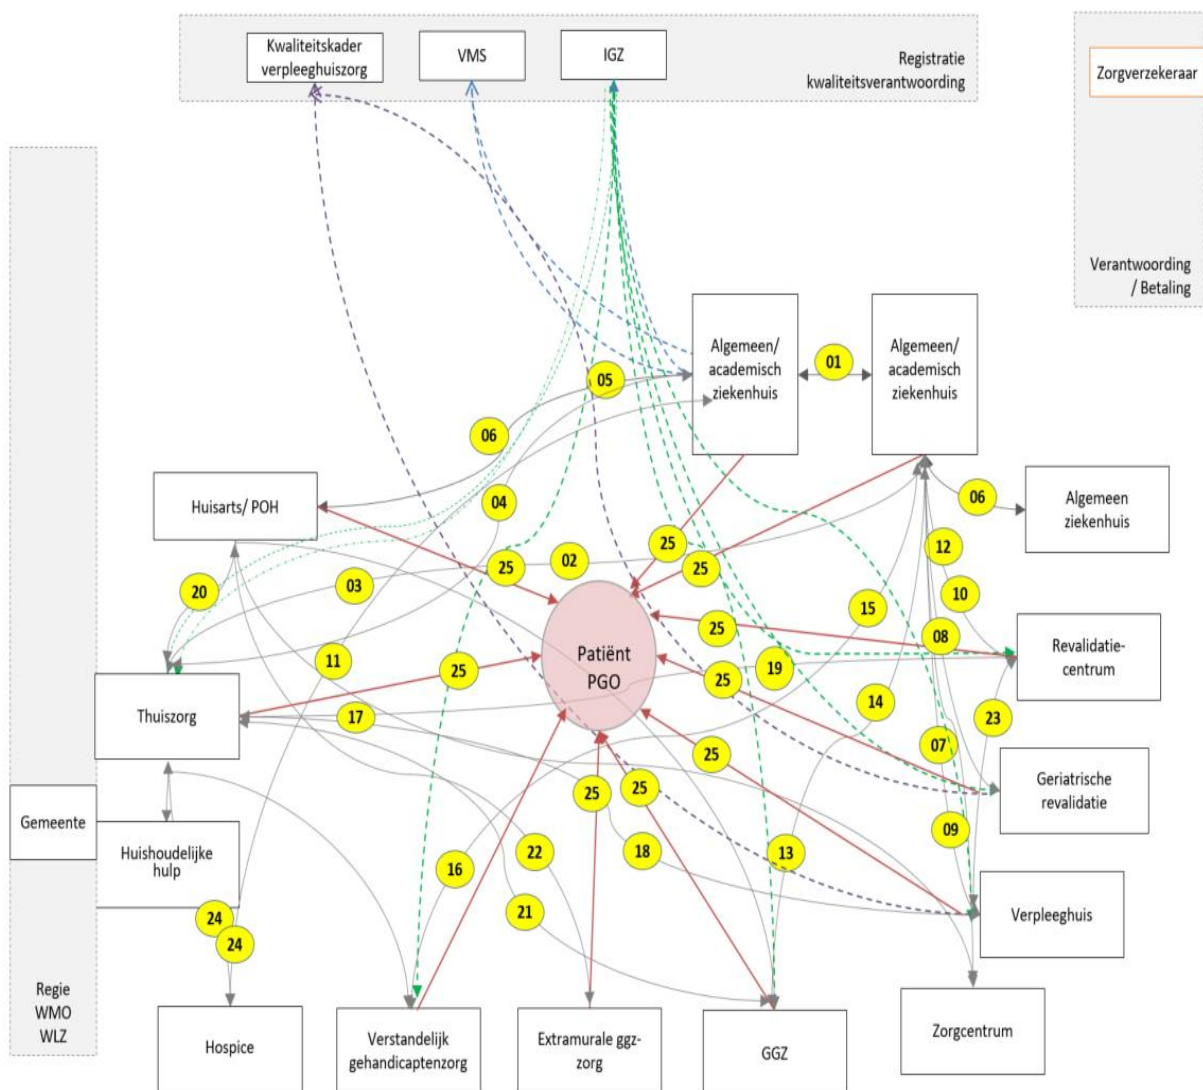 Kwaliteitskader
verpleeghuiszorg
VMS
IGZ
Registratie
kwaliteitsverantwoording
Zorgverzekeraar
Verantwoording
/ Betaling
Algemeen/
academisch
ziekenhuis
01
Algemeen/
academisch
ziekenhuis
05
06
Huisarts/ POH
04
06
Algemeen
ziekenhuis
20
03
25
02
25
25
15
12
10
11
25
25
19
08
Revalidatie-
centrum
Patiënt
PGO
Thuiszorg
17
25
14
23
25
07
Gemeente
Huishoudelijke
hulp
25
25
Geriatrische
revalidatie
16
22
18
13
09
24
24
21
Verpleeghuis
Regie
WMO
WLZ
Hospice
Verstandelijk
gehandicaptenzorg
Extramurale ggz-
zorg
GGZ
Zorgcentrum